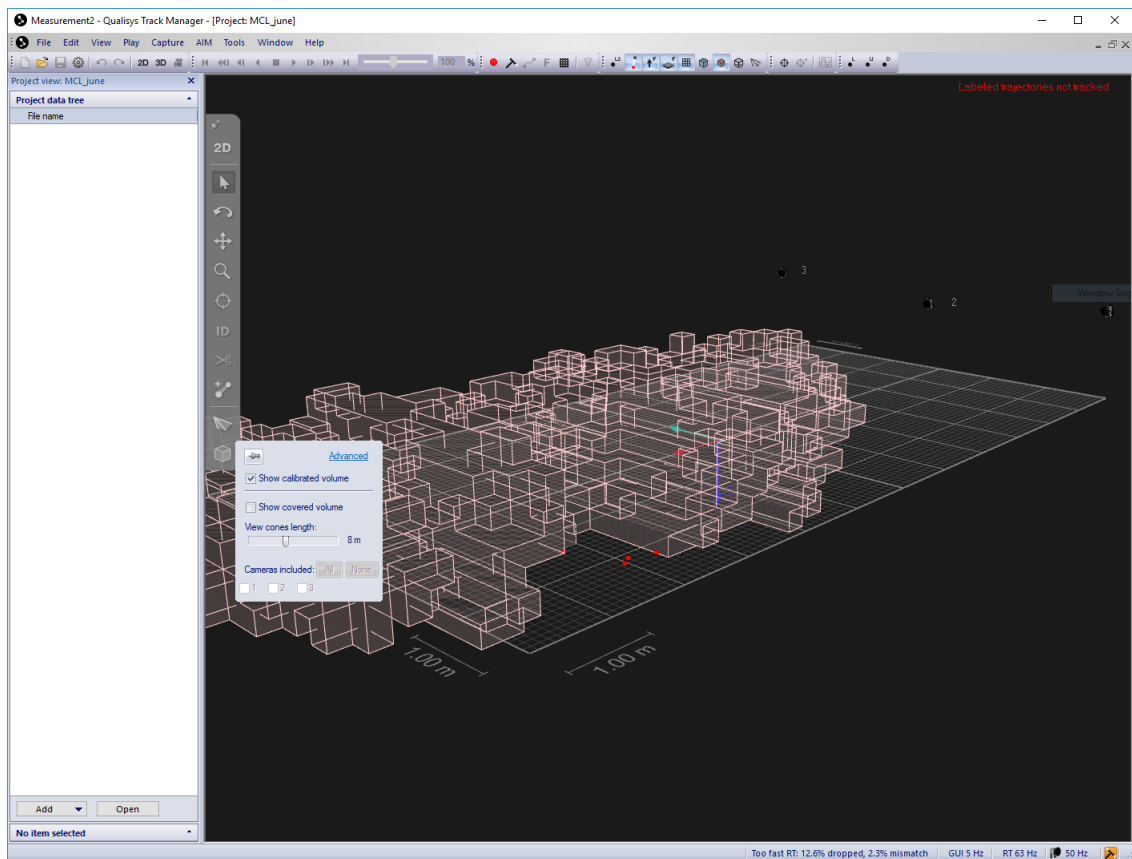 Measurement2 - Qualisys Track Manager - [Project: MCL_june]
File Edit View Play Capture AIM Tools Window Help
2D 3D 100 % F L2 F F L U D
Project view: MCL_june
Project data tree
File name
Labeled trajectories not tracked
2D
3
Window Snip
2
ID
Advanced
Show calibrated volume
Show covered volume
View cones length:
8 m
Cameras included: All None
1 2 3
1.00 m
1.00 m
Add Open
No item selected
Too fast RT: 12.6% dropped, 2.3% mismatch GUI 5 Hz RT 63 Hz 50 Hz